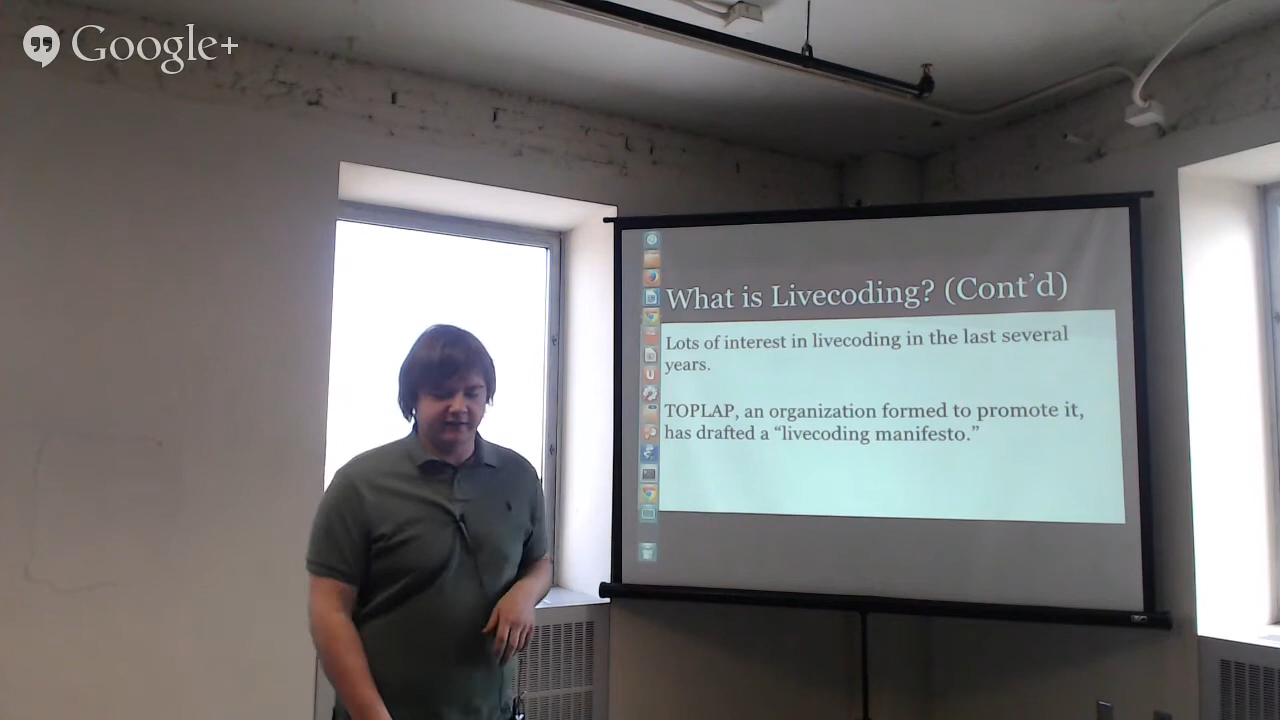 Google+
What is Livecoding? (Cont’d)
Lots of interest in livecoding in the last several
years.
TOPLAP, an organization formed to promote it,
has drafted a “livecoding manifesto.”